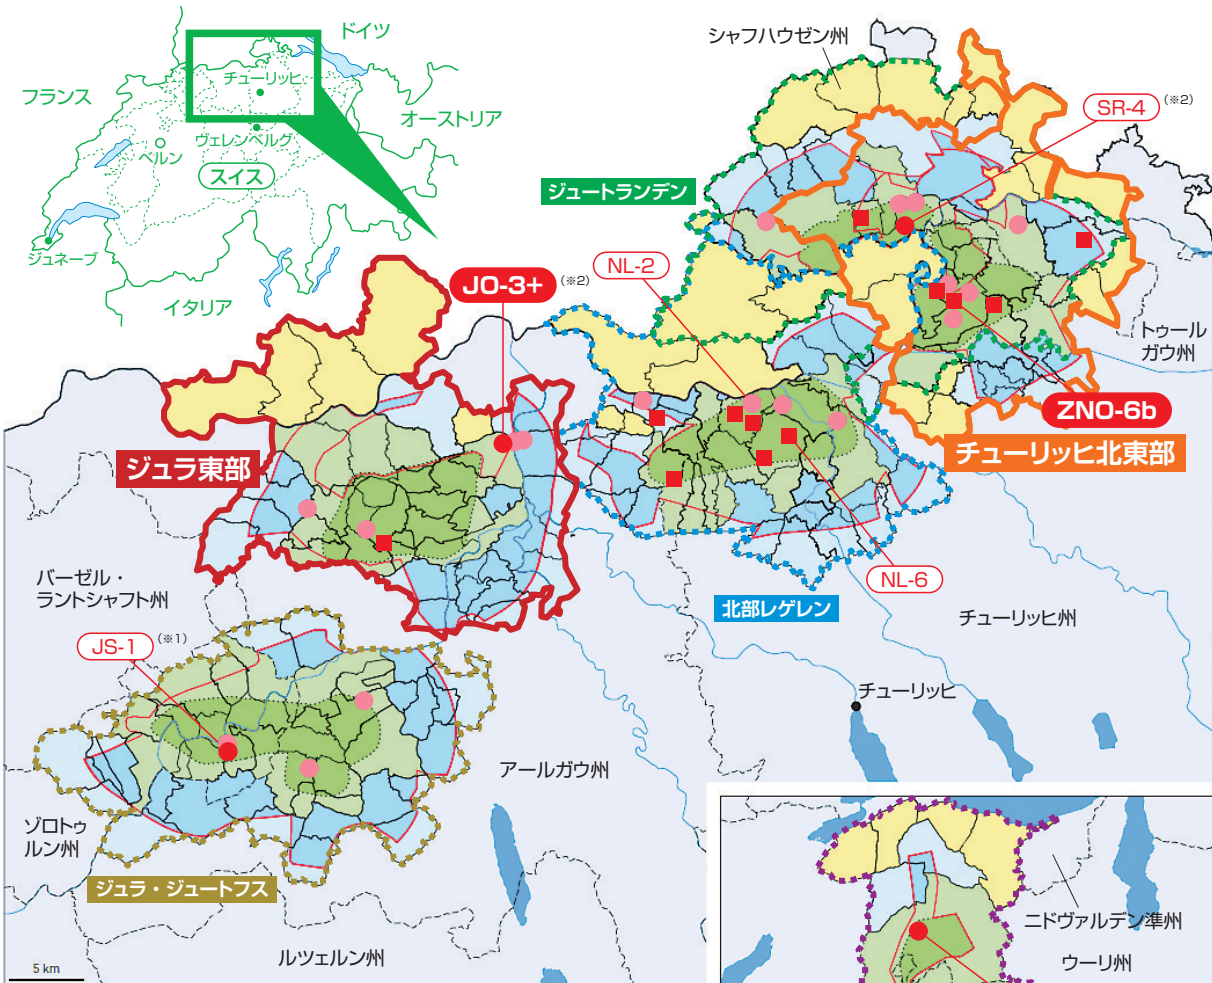 ドイツ
シャフハウゼン州
フランス
チューリッヒ
オーストリア
SR-4 (※2)
ヴェレンベルグ
ベルン
スイス
ジュートランデン
ジュネーブ
イタリア
JO-3+ (※2)
NL-2
トゥール
ガウ州
ZNO-6b
ジュラ東部
チューリッヒ北東部
NL-6
バーゼル・
ラントシャフト州
北部レゲレン
チューリッヒ州
JS-1 (※1)
チューリッヒ
アールガウ州
ゾロトゥ
ルン州
ジュラ・ジュートフス
ニドヴァルデン準州
ルツェルン州
ウーリ州
5 km